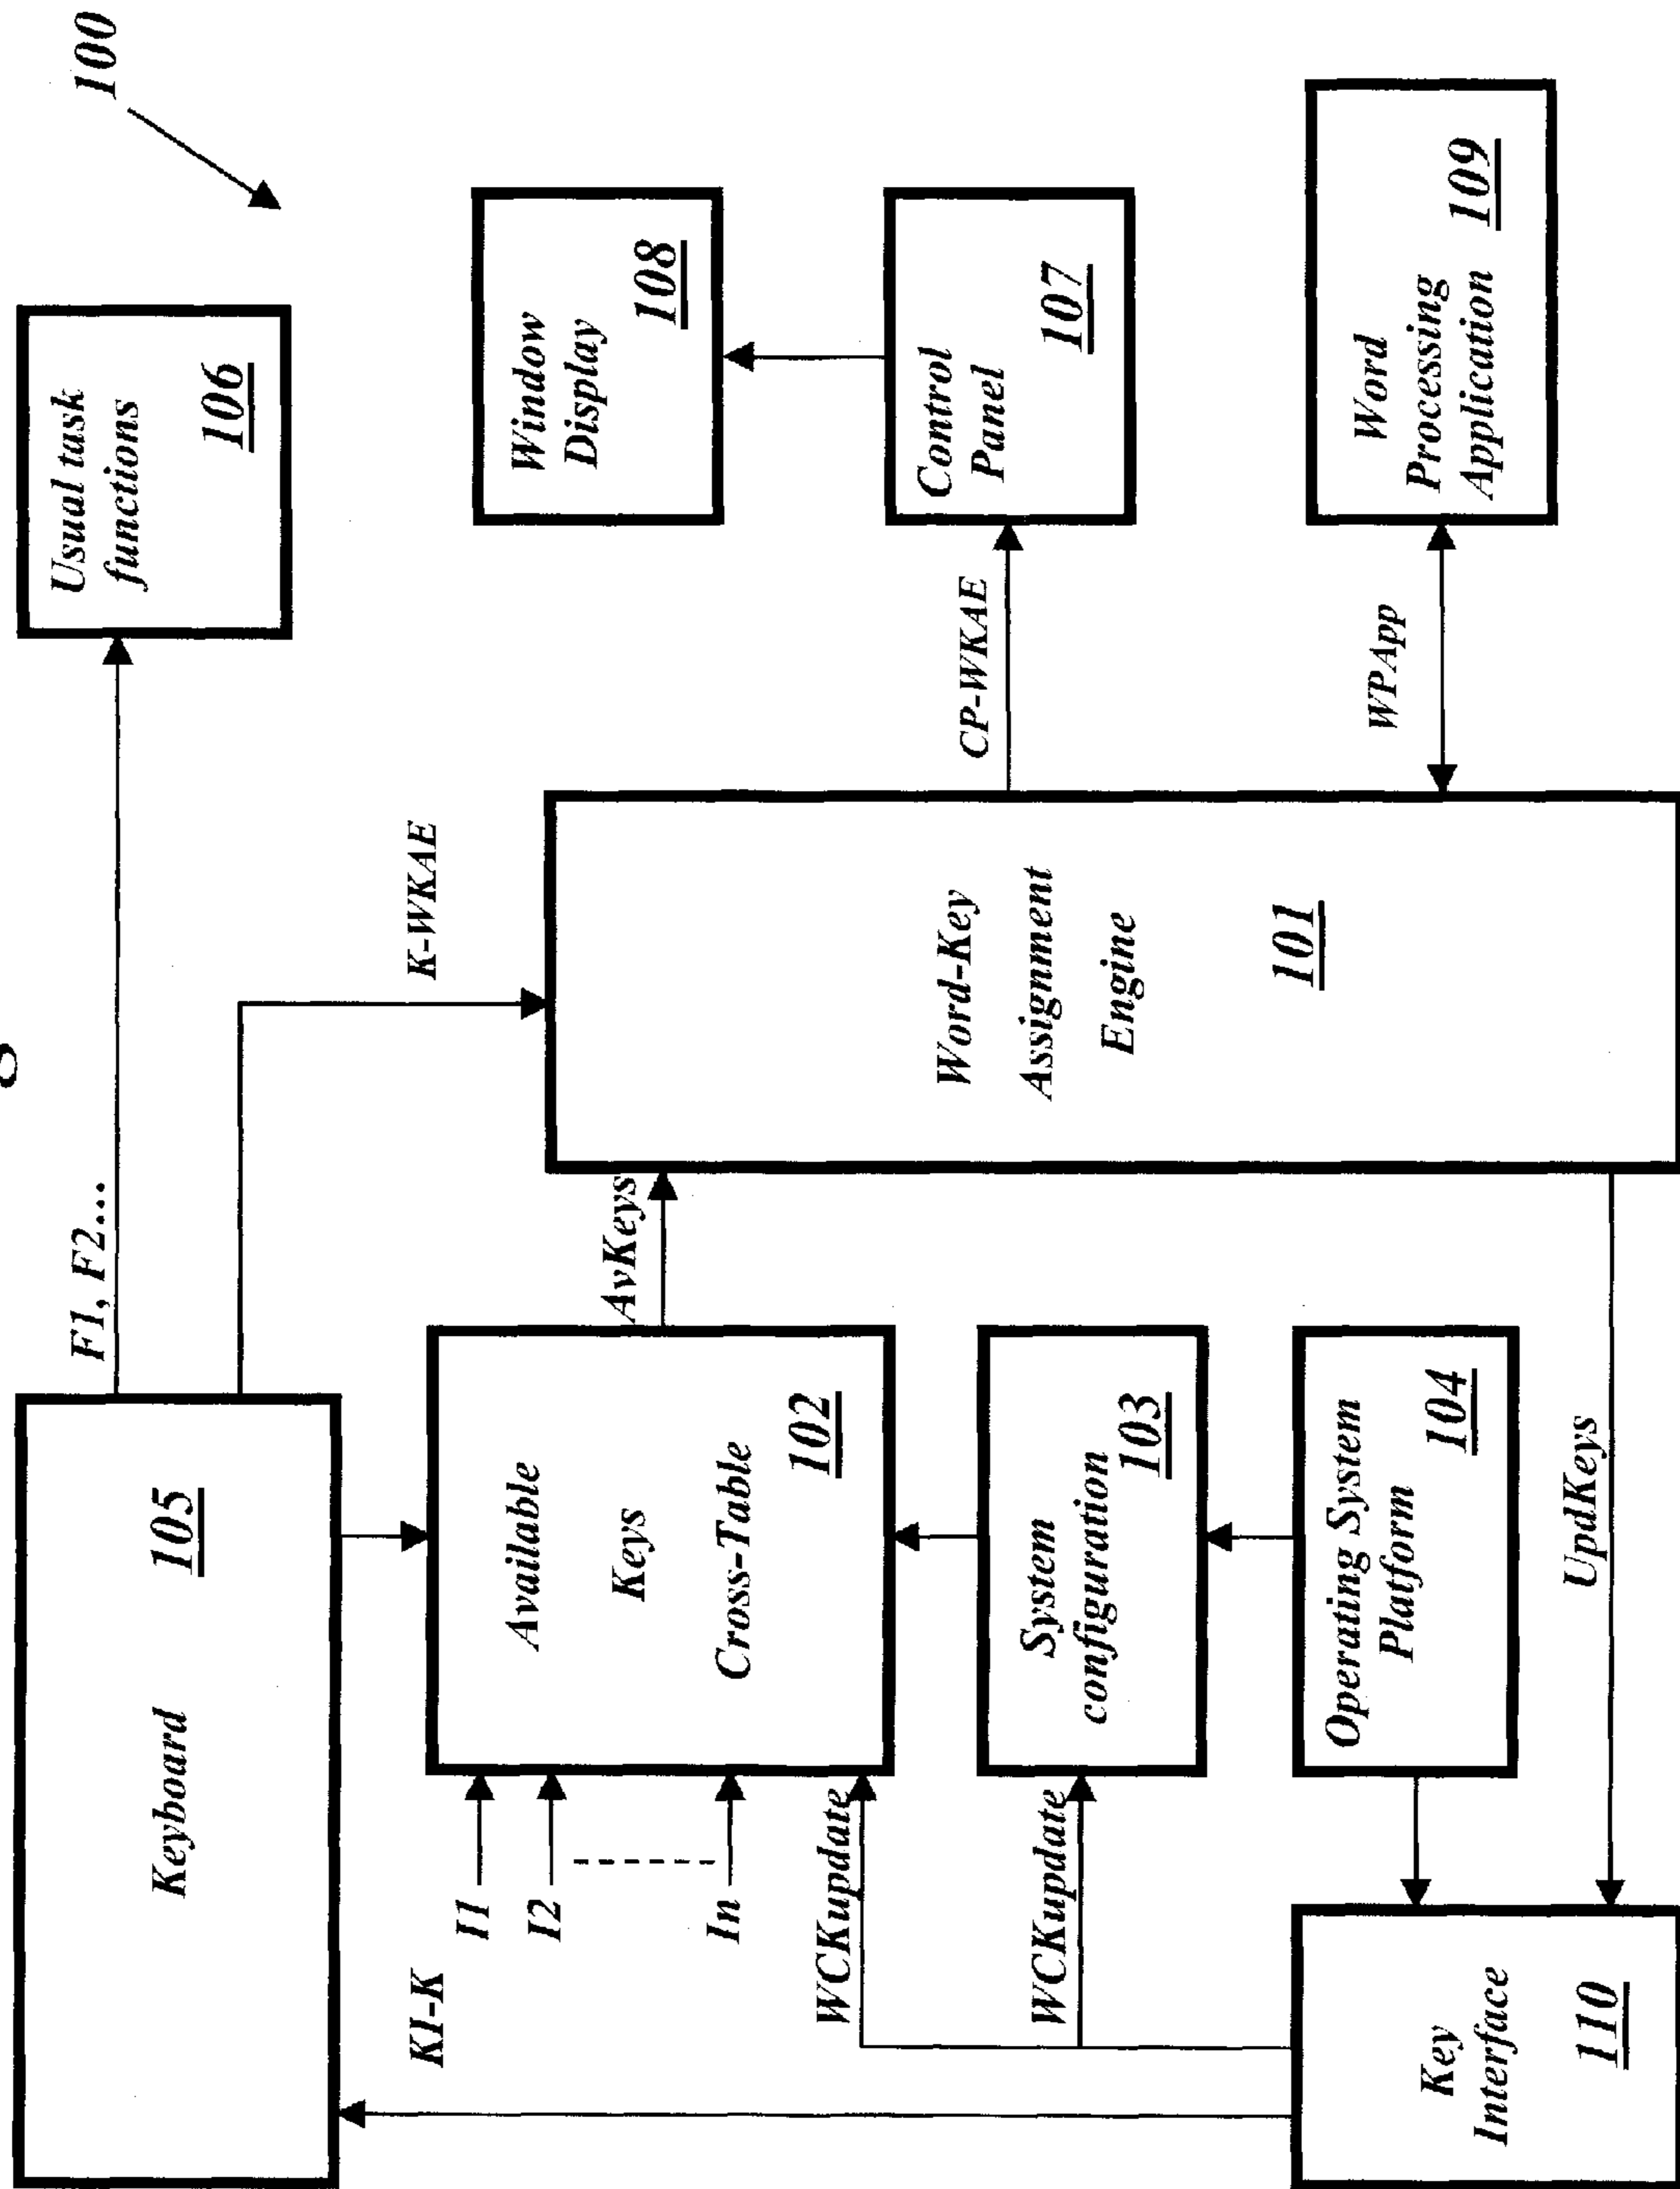 100
Keyboard
105
F1, F2...
Usual task
functions
106
KI-K
K-WKAE
I1
I2
In
Available
Keys
Cross-Table
102
AvKeys
Window
Display
108
WCKupdate
WCKupdate
System
configuration
103
Word-Key
Assignment
Engine
101
CP-WKAE
Control
Panel
107
Key
Interface
110
Operating System
Platform
104
UpdKeys
WPApp
Word
Processing
Application
109